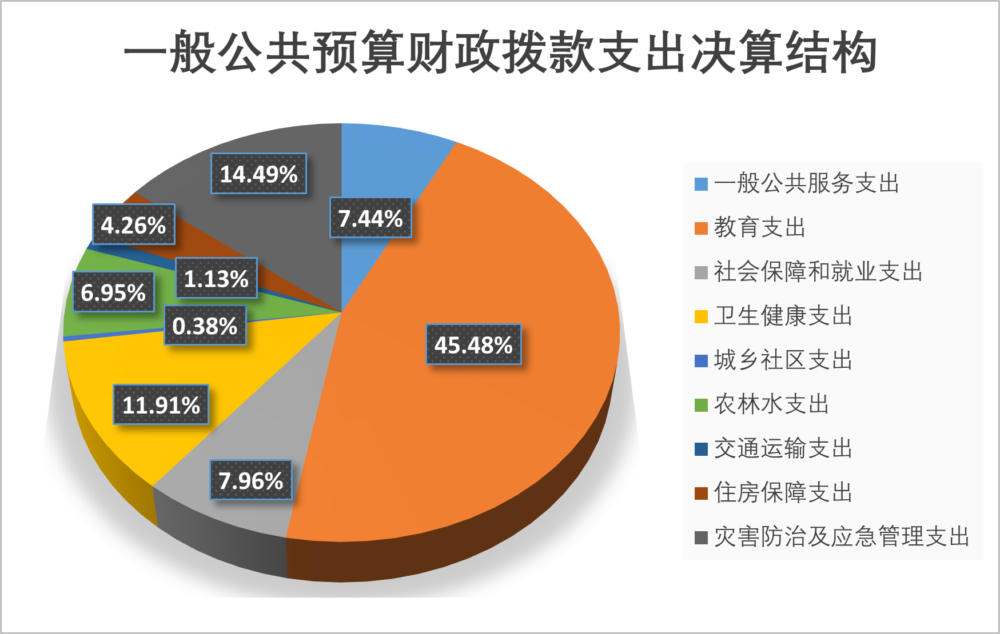 一般公共预算财政拨款支出决算结构
14.49%
7.44%
4.26%
1.13%
6.95%
0.38%
45.48%
11.91%
7.96%
一般公共服务支出
教育支出
社会保障和就业支出
卫生健康支出
城乡社区支出
农林水支出
交通运输支出
住房保障支出
灾害防治及应急管理支出